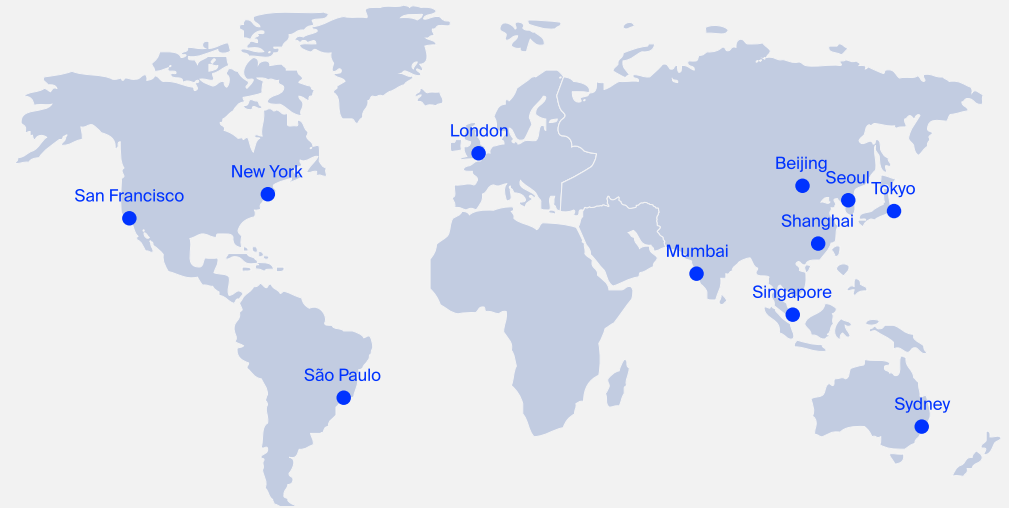 London
Beijing
New York
Seoul
San Francisco
Tokyo
Shanghai
Mumbai
Singapore
São Paulo
Sydney